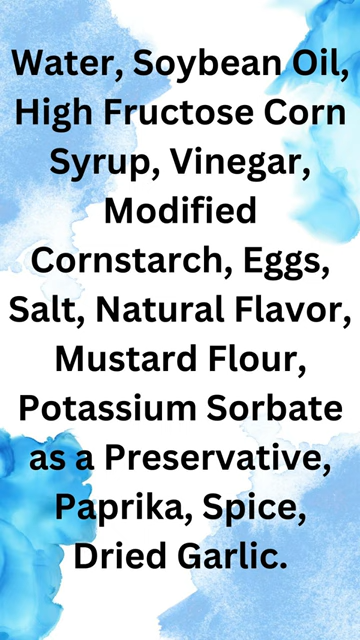 Water, Soybean Oil,
High Fructose Corn
Syrup, Vinegar,
Modified
Cornstarch, Eggs,
Salt, Natural Flavor,
Mustard Flour,
Potassium Sorbate
as a Preservative,
Paprika, Spice,
Dried Garlic.